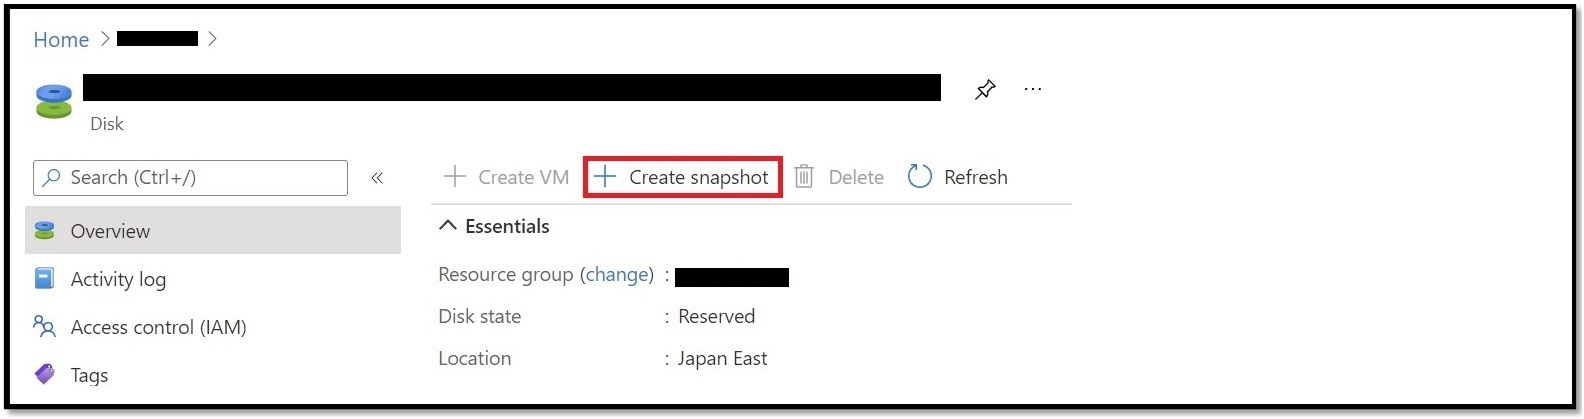 Home
Disk
Search (Ctrl+/)
Create VM
Create snapshot
Delete
Refresh
Overview
Activity log
Access control (IAM)
Tags
Essentials
Resource group (change) :
Disk state : Reserved
Location : Japan East